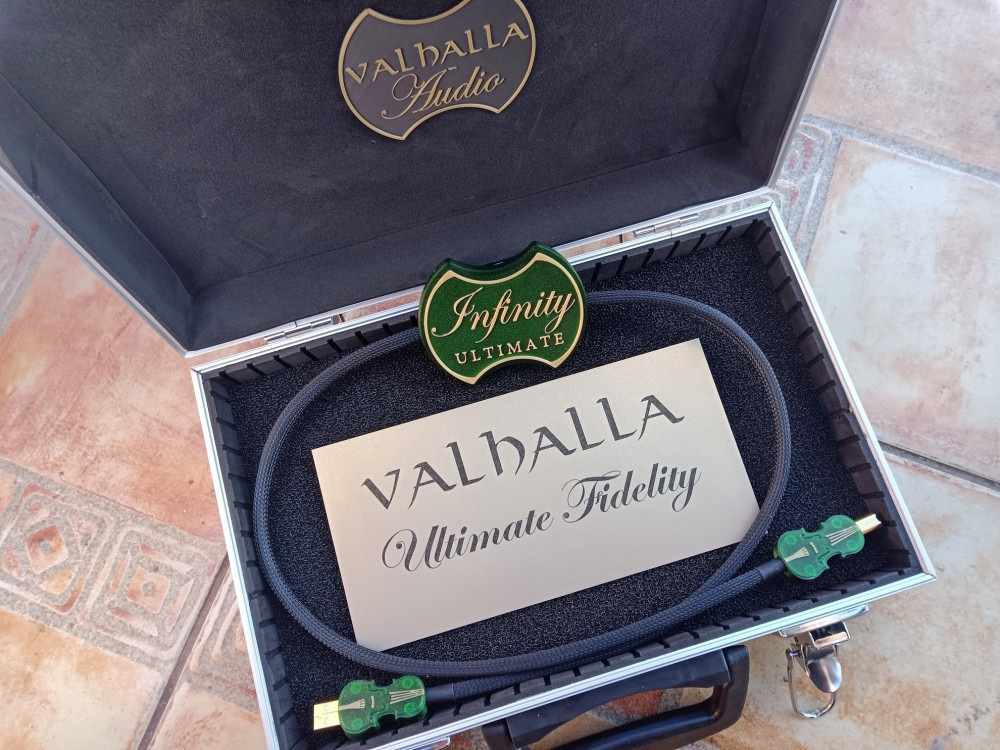 VALHALLA
Audio
Infinity
ULTIMATE
VALHALLA
Ultimate Fidelity